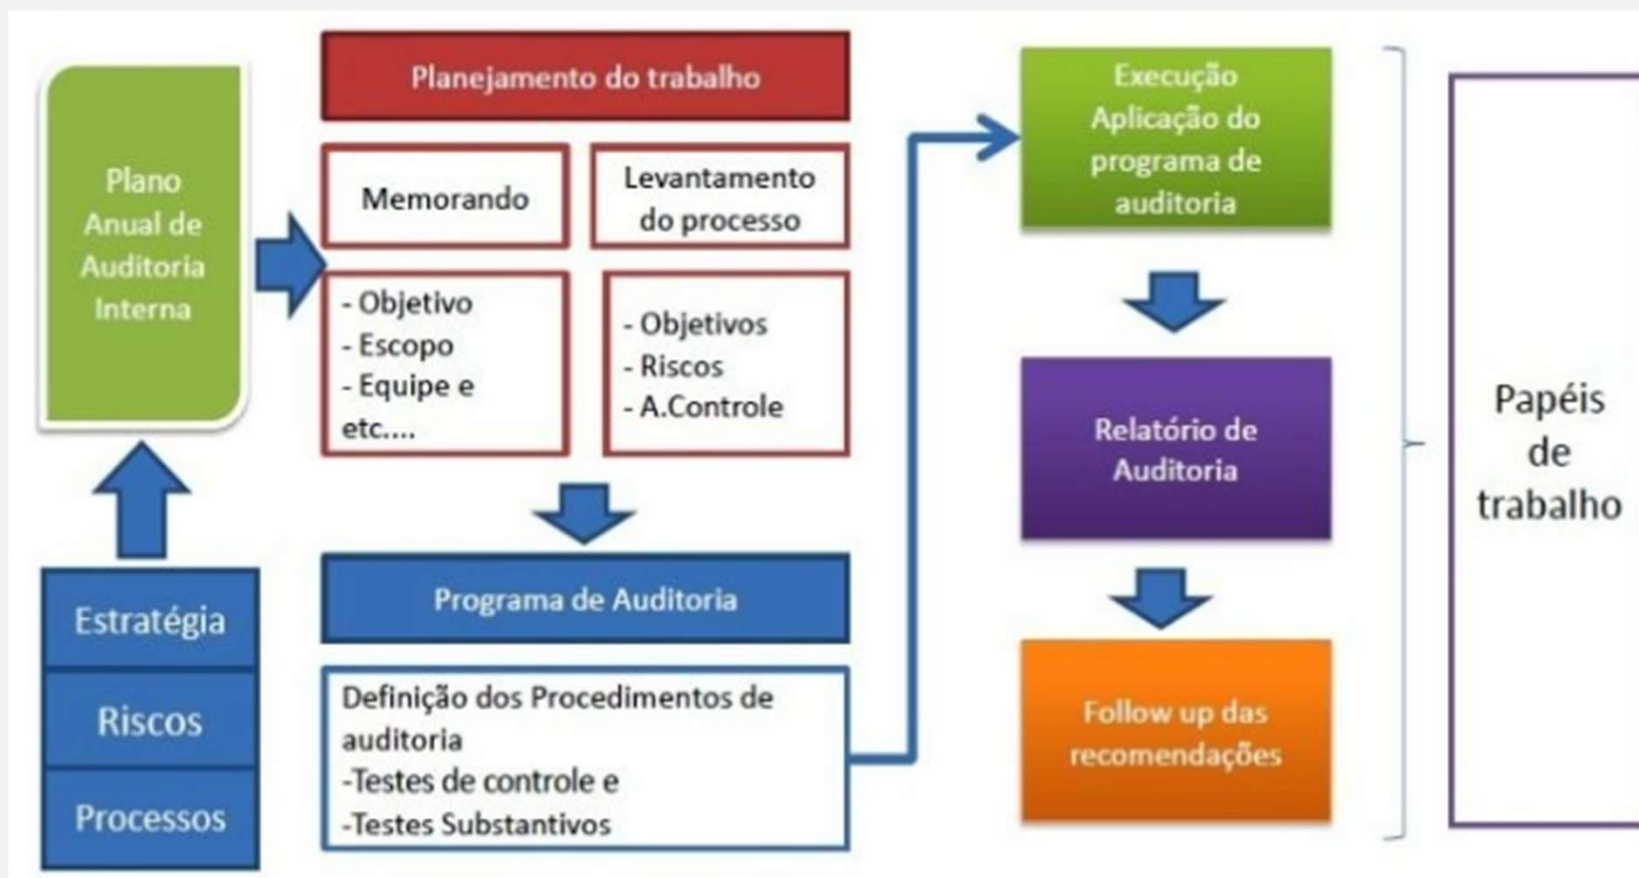 Plano
Anual de
Auditoria
Interna
Estratégia
Riscos
Processos
Planejamento do trabalho
Memorando
Levantamento
do processo
- Objetivo
- Escopo
- Equipe e
etc....
- Objetivos
- Riscos
- A.Controle
Programa de Auditoria
Definição dos Procedimentos de
auditoria
-Testes de controle e
-Testes Substantivos
Execução
Aplicação do
programa de
auditoria
Relatório de
Auditoria
Follow up das
recomendações
Papéis
de
trabalho